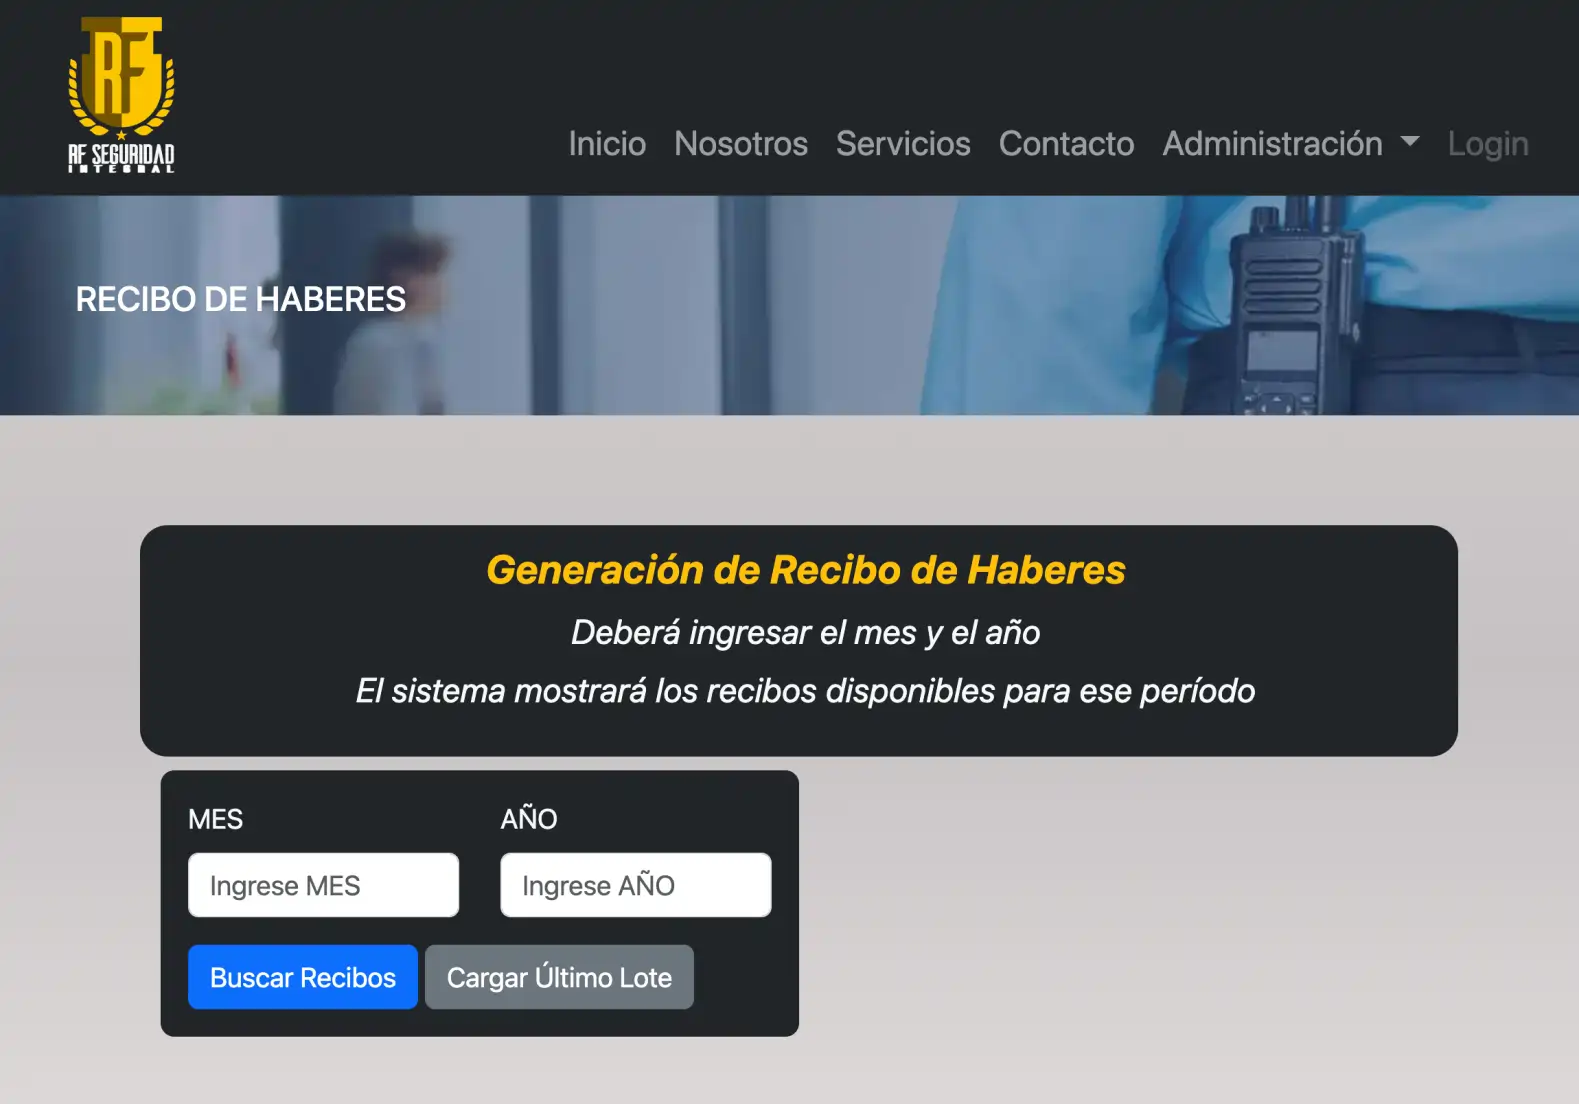 RF
RF SEGURIDAD
INTEGRAL
Inicio Nosotros Servicios Contacto Administración Login
RECIBO DE HABERES
Generación de Recibo de Haberes
Deberá ingresar el mes y el año
El sistema mostrará los recibos disponibles para ese período
MES AÑO
Ingrese MES Ingrese AÑO
Buscar Recibos Cargar Último Lote